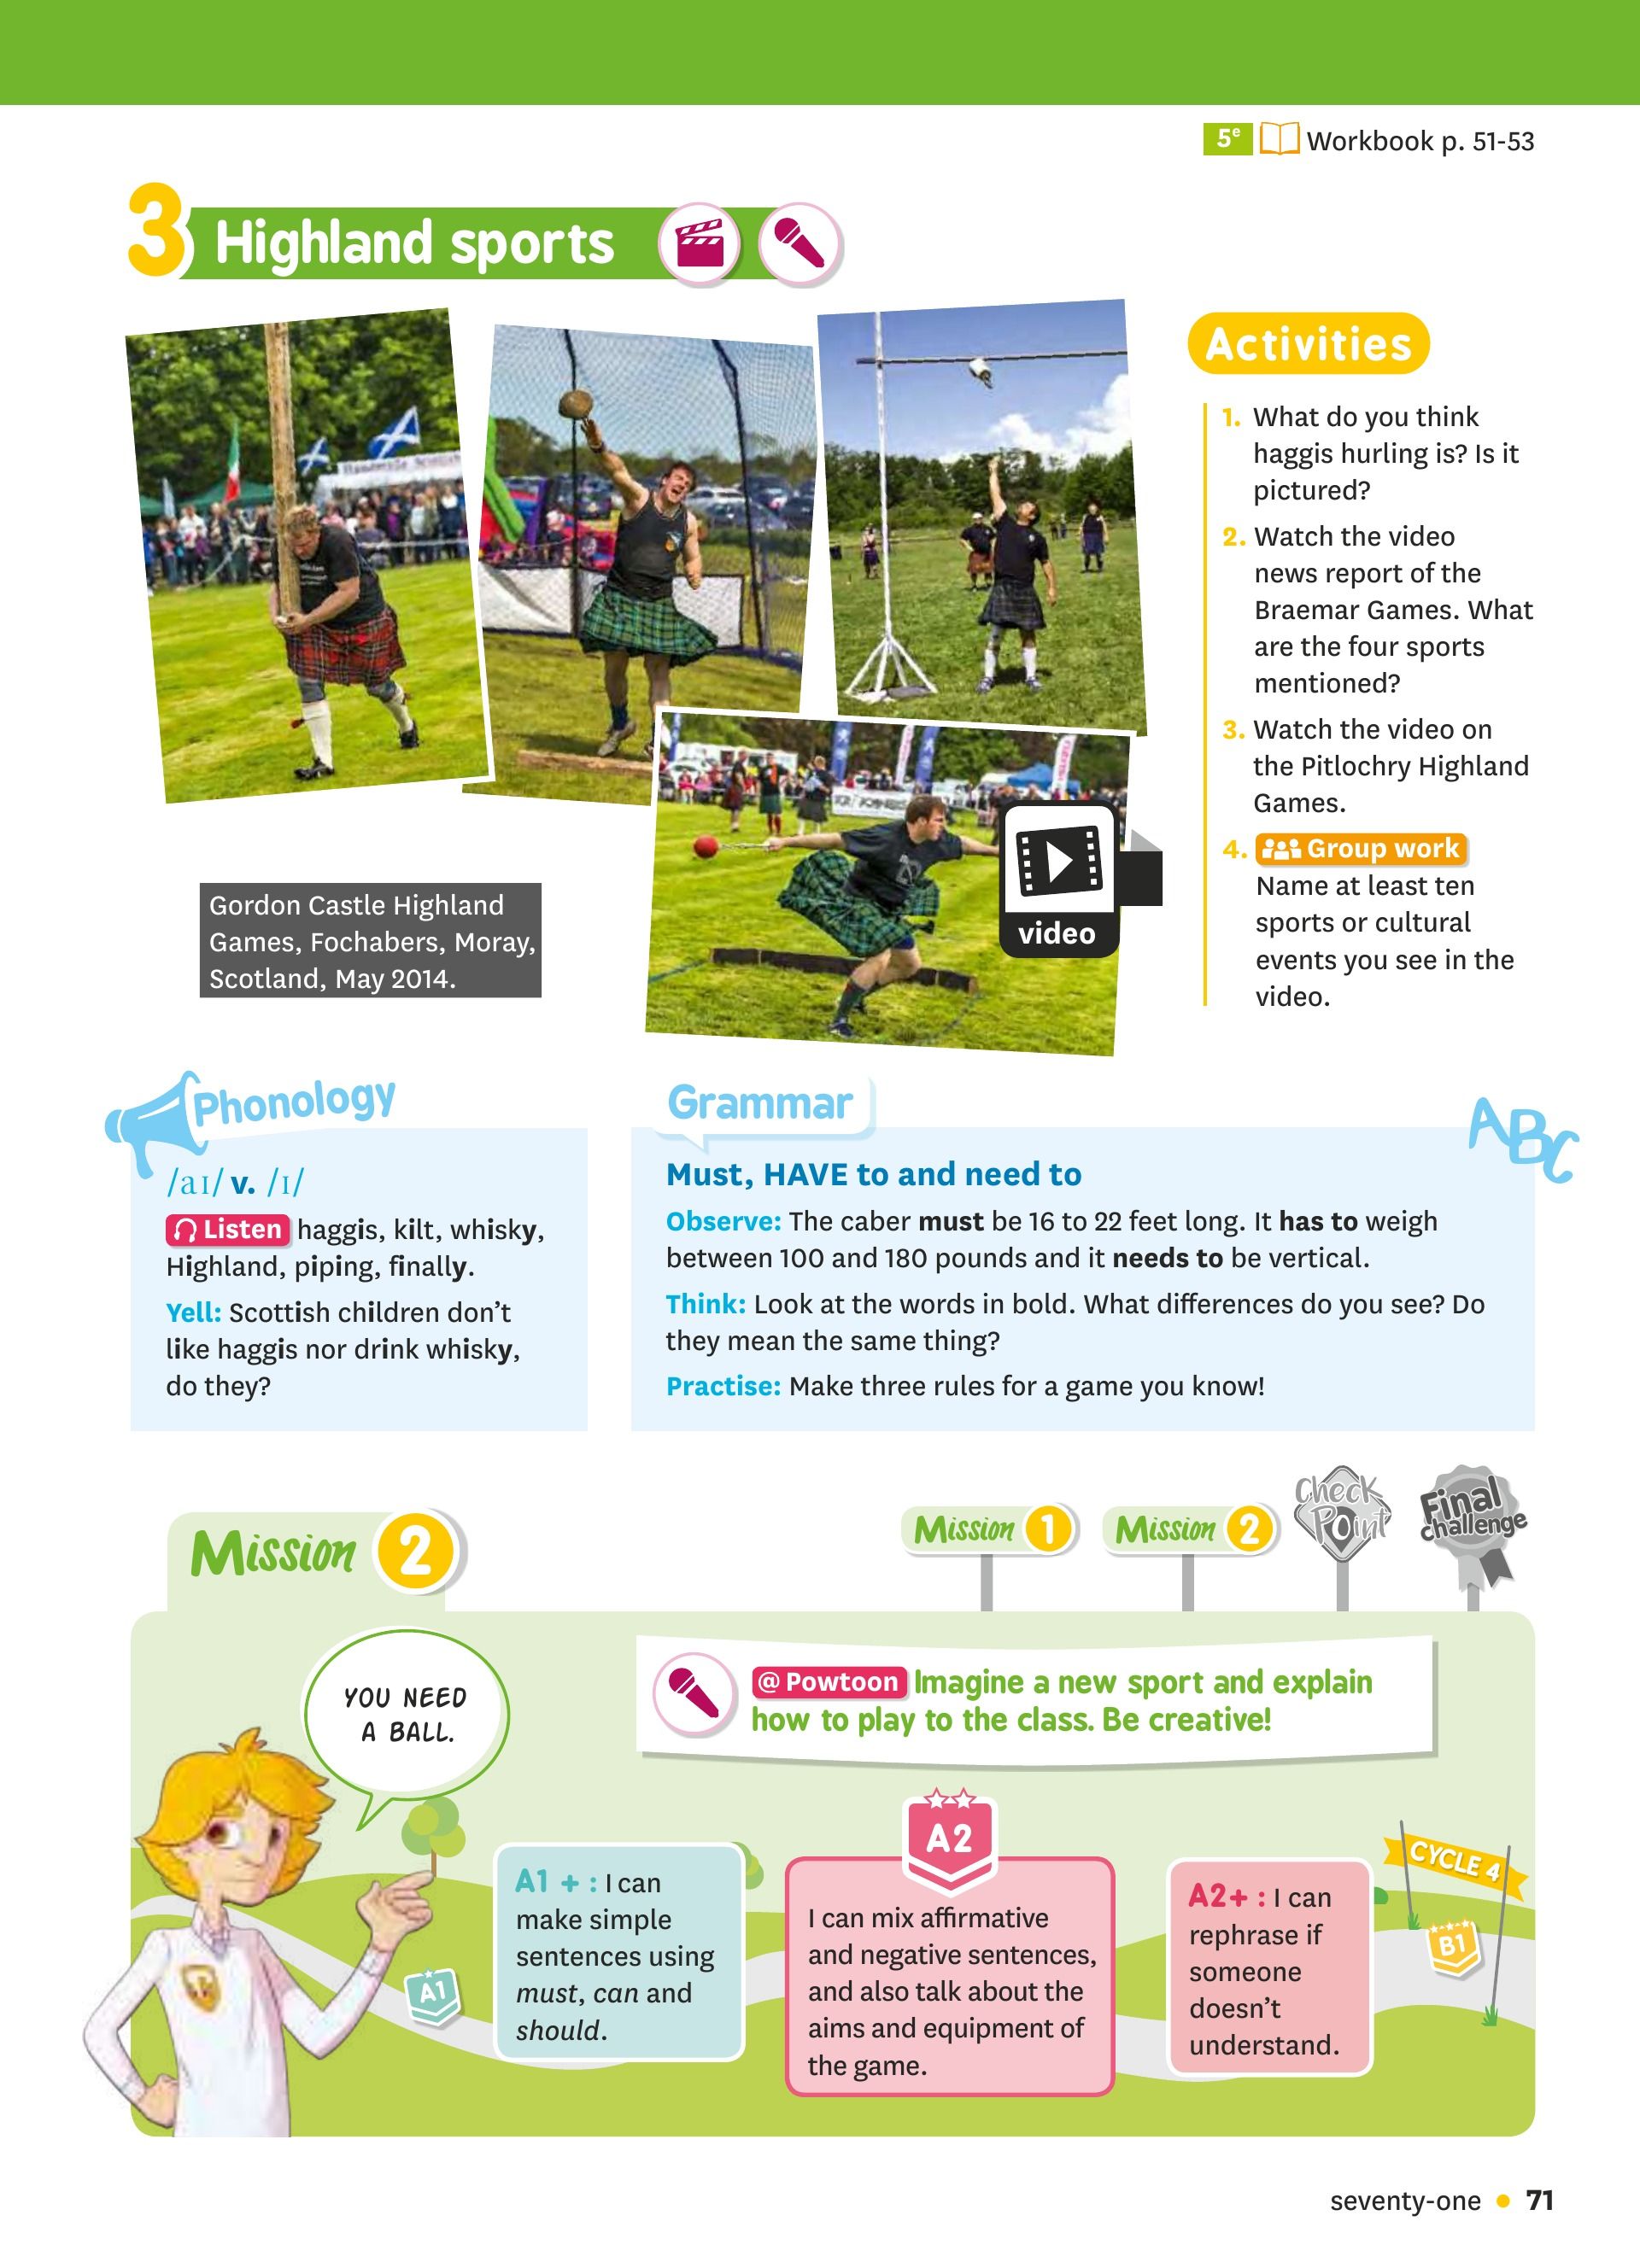 5e Workbook p. 51-53
3 Highland sports
Activities
1. What do you think
haggis hurling is? Is it
pictured?
2. Watch the video
news report of the
Braemar Games. What
are the four sports
mentioned?
3. Watch the video on
the Pitlochry Highland
Games.
4. Group work
Name at least ten
sports or cultural
events you see in the
video.
video
Gordon Castle Highland
Games, Fochabers, Moray,
Scotland, May 2014.
Phonology
/aɪ/ v. /ɪ/
Listen haggis, kilt, whisky,
Highland, piping, finally.
Yell: Scottish children don't
like haggis nor drink whisky,
do they?
Grammar
ABC
Must, HAVE to and need to
Observe: The caber must be 16 to 22 feet long. It has to weigh
between 100 and 180 pounds and it needs to be vertical.
Think: Look at the words in bold. What differences do you see? Do
they mean the same thing?
Practise: Make three rules for a game you know!
Mission 2
Mission 1
Mission 2
Check
Point
Final
challenge
YOU NEED
A BALL.
@ Powtoon Imagine a new sport and explain
how to play to the class. Be creative!
A1
A1 + : I can
make simple
sentences using
must, can and
should.
A2
I can mix affirmative
and negative sentences,
and also talk about the
aims and equipment of
the game.
A2+ : I can
rephrase if
someone
doesn't
understand.
CYCLE 4
B1
seventy-one • 71